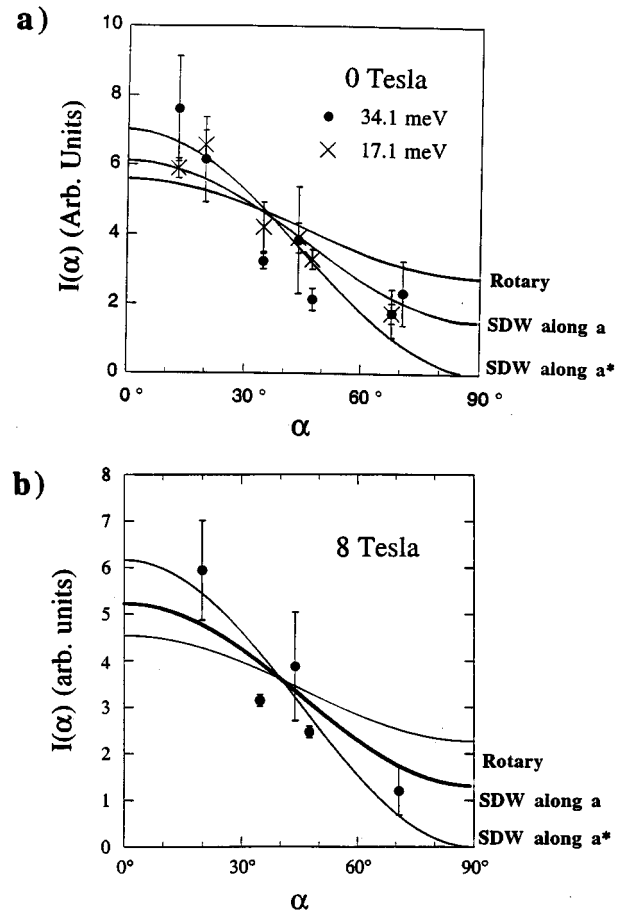 a)
10
8
6
4
2
0
I(α) (Arb. Units)
0 Tesla
34.1 meV
17.1 meV
Rotary
SDW along a
SDW along a*
0 °
30 °
60 °
90 °
α
b)
8
7
6
5
4
3
2
1
0
I(α) (arb. units)
8 Tesla
Rotary
SDW along a
SDW along a*
0°
30°
60°
90°
α